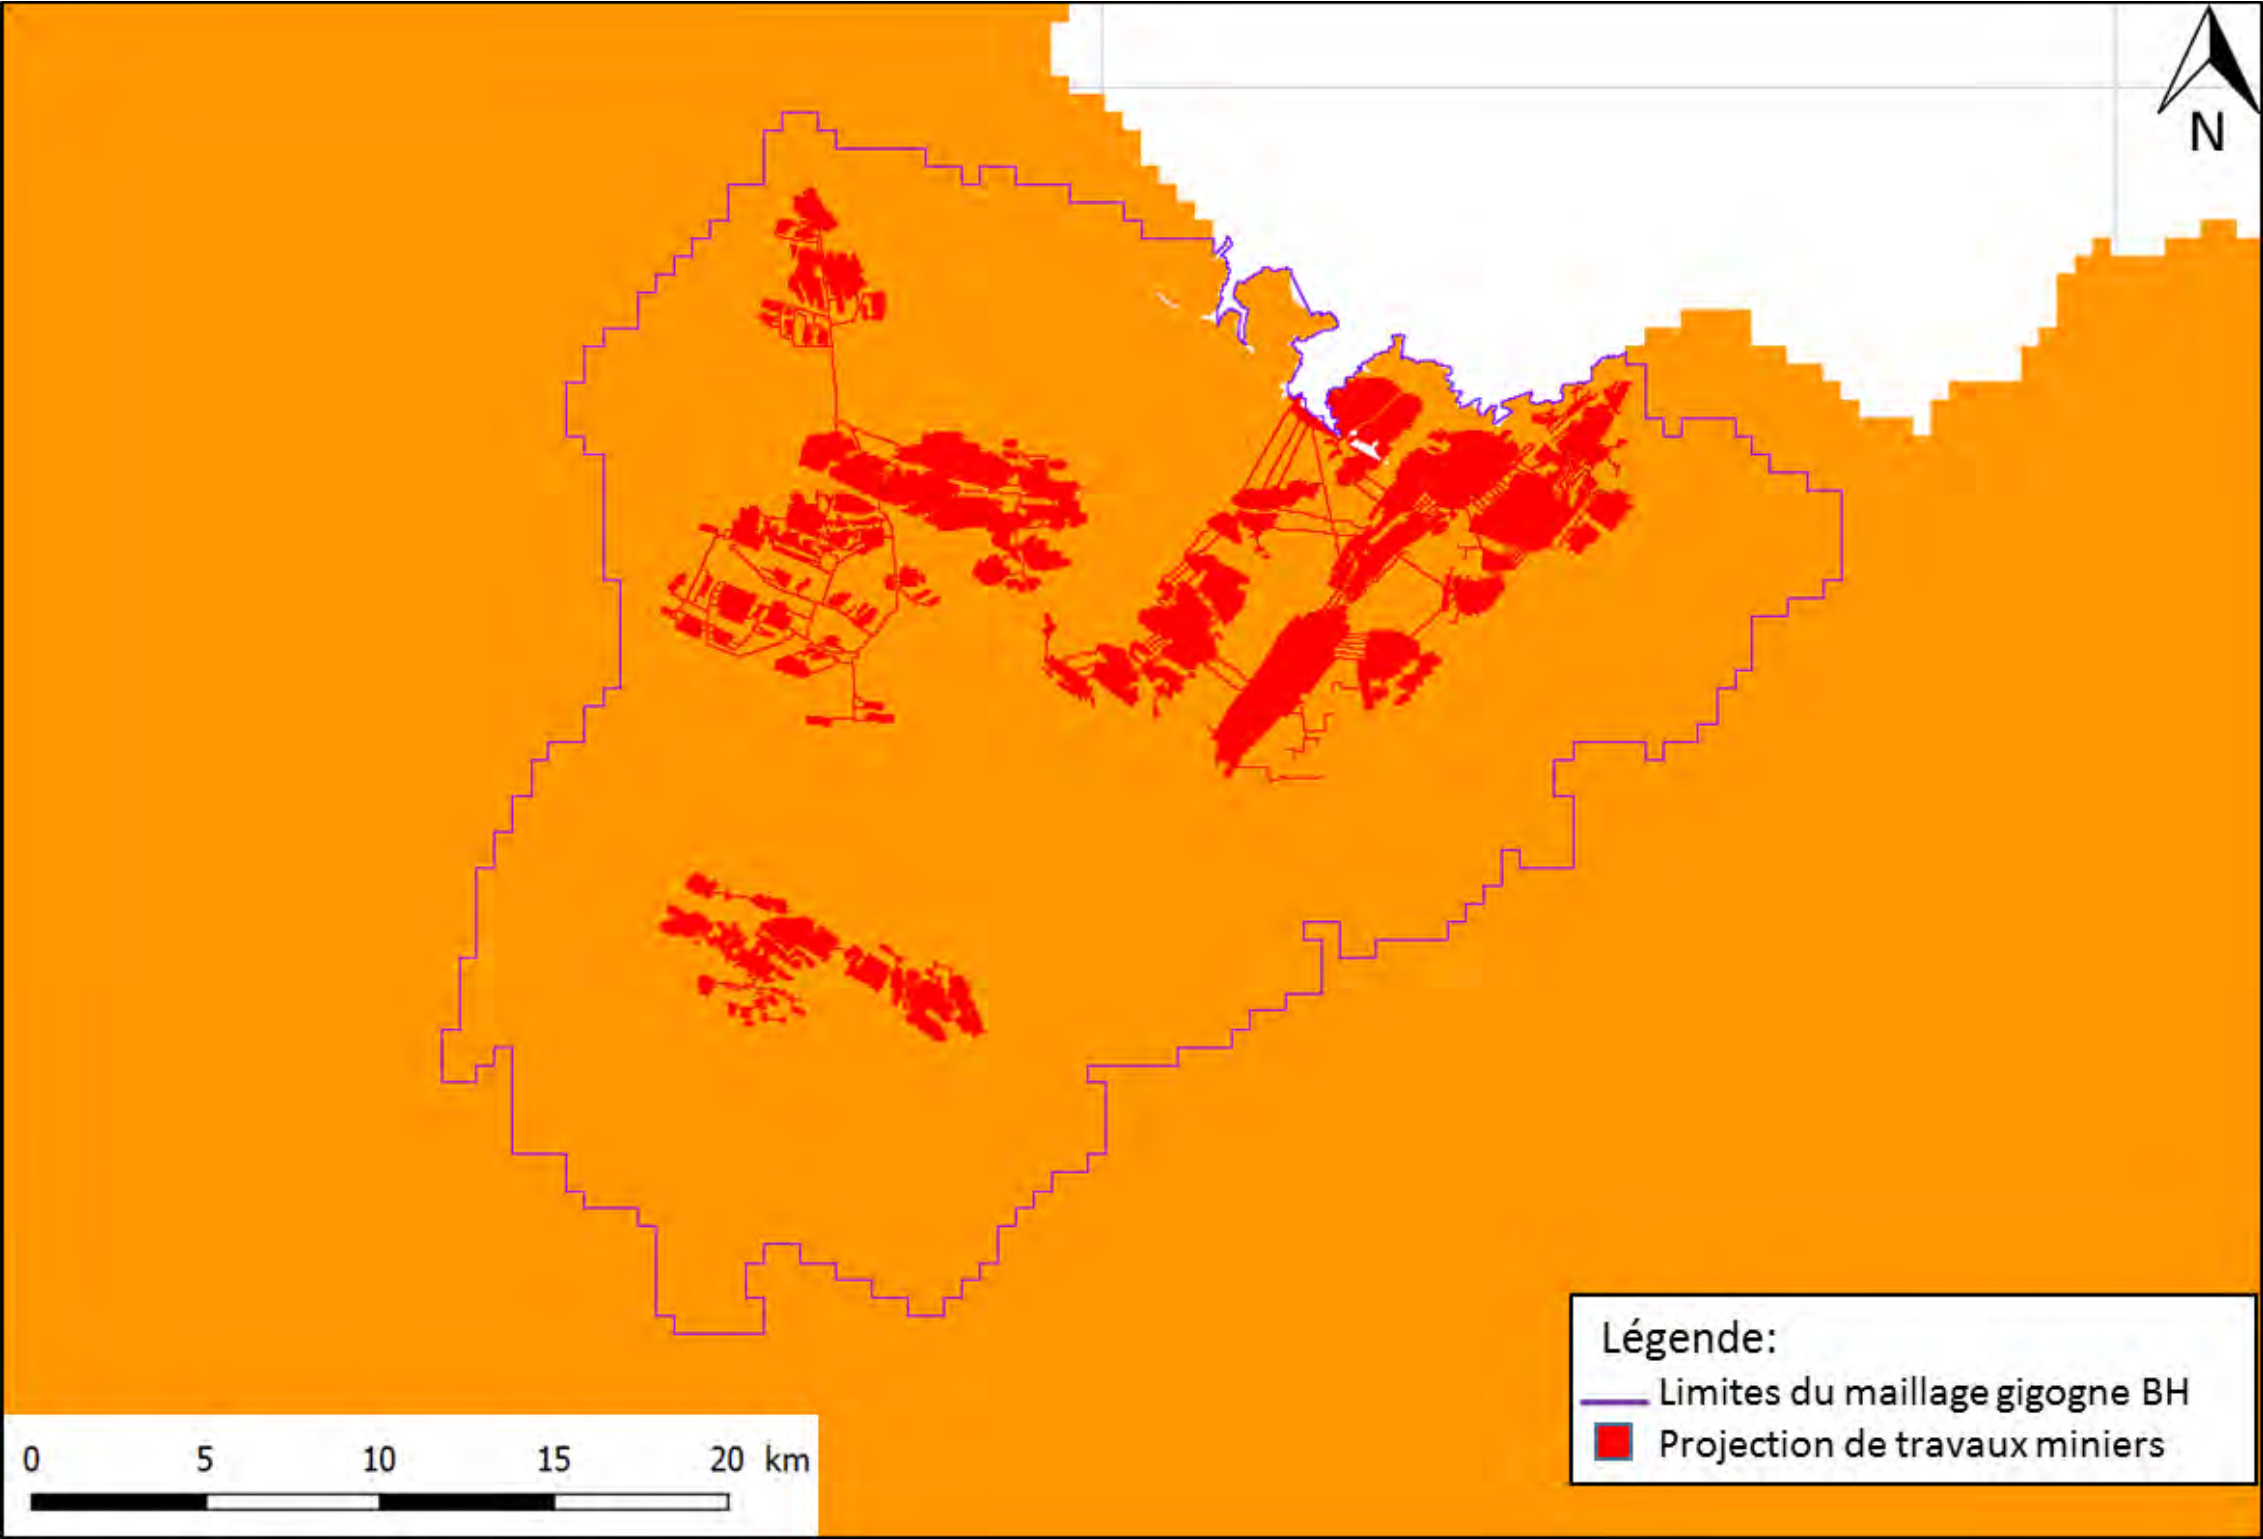 N
Légende:
Limites du maillage gigogne BH
Projection de travaux miniers
0 5 10 15 20 km